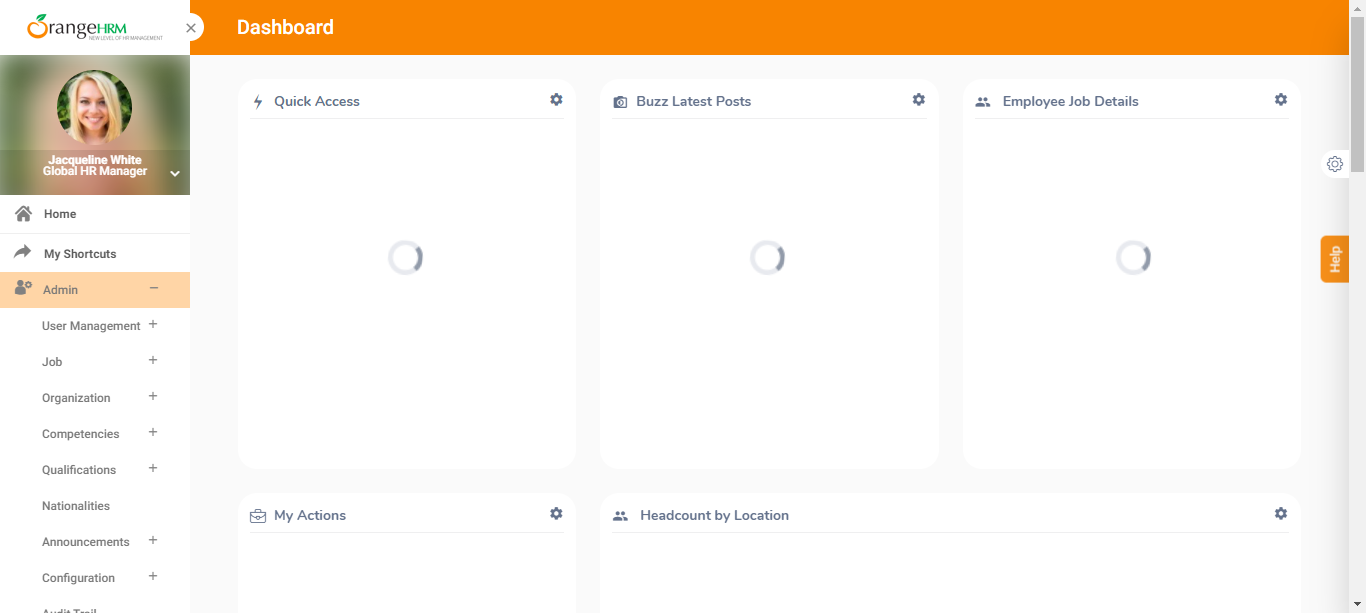 OrangeHRM
NEW LEVEL OF HR MANAGEMENT
Dashboard
Jacqueline White
Global HR Manager
Home
My Shortcuts
Admin
User Management
Job
Organization
Competencies
Qualifications
Nationalities
Announcements
Configuration
Audit Trail
Quick Access
Buzz Latest Posts
Employee Job Details
My Actions
Headcount by Location
Help